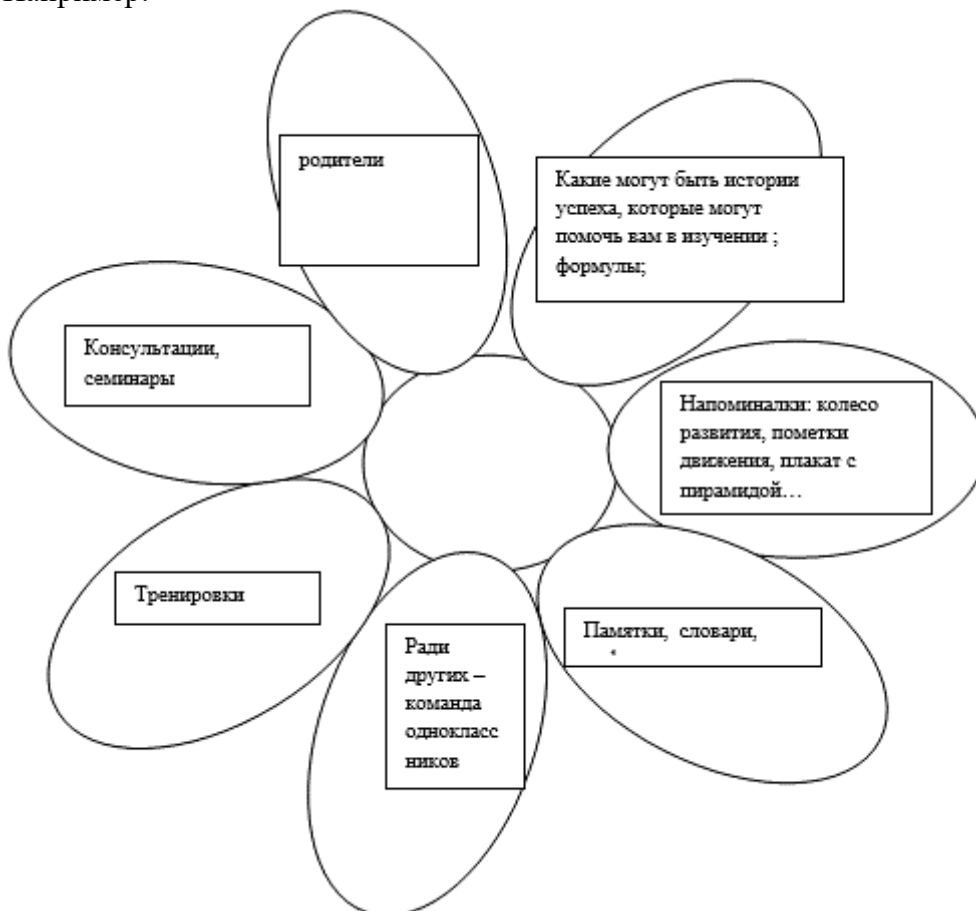 Например:
родители
Какие могут быть истории
успеха, которые могут
помочь вам в изучении ;
формулы;
Консультации,
семинары
Напоминалки: колесо
развития, пометки
движения, плакат с
пирамидой...
Тренировки
Ради
других –
команда
однокласс
ников
Памятки, словари,